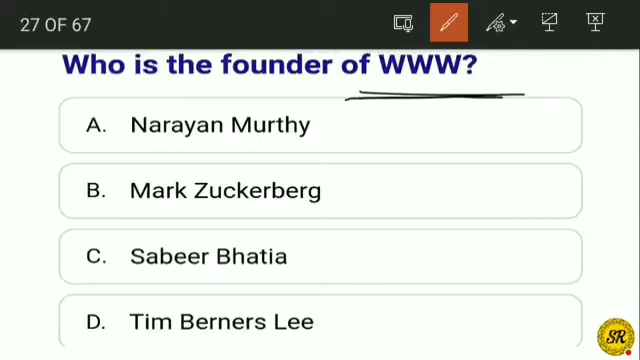 27 OF 67
Who is the founder of WWW?
A. Narayan Murthy
B. Mark Zuckerberg
C. Sabeer Bhatia
D. Tim Berners Lee
SR